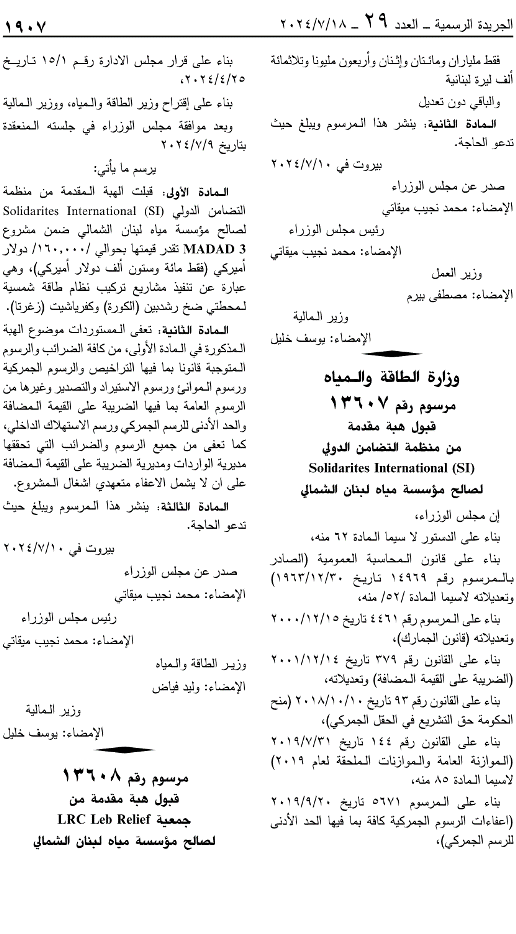 الجريدة الرسمية ــ العدد ٢٩ ــ ٢٠٢٤/٧/١٨
١٩٠٧
فقط ملياران ومائتان وإثنان وأربعون مليونا وتلاثمائة
ألف ليرة لبنانية
والباقي دون تعديل
المادة الثانية: ينشر هذا المرسوم ويبلغ حيث
تدعو الحاجة.
بيروت في ٢٠٢٤/٧/١٠
صدر عن مجلس الوزراء
الإمضاء: محمد نجيب ميقاتي
رئيس مجلس الوزراء
الإمضاء: محمد نجيب ميقاتي
وزير العمل
الإمضاء: مصطفى بيرم
وزير المالية
الإمضاء: يوسف خليل
وزارة الطاقة والمياه
مرسوم رقم ١٣٦٠٧
قبول هبة مقدمة
من منظمة التضامن الدولي
Solidarites International (SI)
لصالح مؤسسة مياه لبنان الشمالي
إن مجلس الوزراء،
بناء على الدستور لا سيما المادة ٦٢ منه،
بناء على قانون المحاسبة العمومية (الصادر
بالمرسوم رقم ١٤٩٦٩ تاريخ ١٩٦٣/١٢/٣٠)
وتعديلاته لاسيما المادة /٥٢/ منه،
بناء على المرسوم رقم ٤٤٦١ تاريخ ٢٠٠٠/١٢/١٥
وتعديلاته (قانون الجمارك)،
بناء على القانون رقم ٣٧٩ تاريخ ٢٠٠١/١٢/١٤
(الضريبة على القيمة المضافة) وتعديلاته،
بناء على القانون رقم ٩٣ تاريخ ٢٠١٨/١٠/١٠ (منح
الحكومة حق التشريع في الحقل الجمركي)،
بناء على القانون رقم ١٤٤ تاريخ ٢٠١٩/٧/٣١
(الموازنة العامة والموازنات الملحقة لعام ٢٠١٩)
لاسيما المادة ٨٥ منه،
بناء على المرسوم ٥٦٧١ تاريخ ٢٠١٩/٩/٢٠
(اعفاءات الرسوم الجمركية كافة بما فيها الحد الأدنى
للرسم الجمركي)،
بناء على قرار مجلس الادارة رقم ١٥/١ تاريخ
٢٠٢٤/٤/٢٥،
بناء على إقتراح وزير الطاقة والمياه، ووزير المالية
وبعد موافقة مجلس الوزراء في جلسته المنعقدة
بتاريخ ٢٠٢٤/٧/٩
يرسم ما يأتي:
المادة الأولى: قبلت الهبة المقدمة من منظمة
التضامن الدولي Solidarites International (SI)
لصالح مؤسسة مياه لبنان الشمالي ضمن مشروع
MADAD 3 تقدر قيمتها بحوالي /١٦٠,٠٠٠/ دولار
أميركي (فقط مائة وستون ألف دولار أميركي)، وهي
عبارة عن تنفيذ مشاريع تركيب نظام طاقة شمسية
لمحطتي ضخ رشدبين (الكورة) وكفرياشيت (زغرتا).
المادة الثانية: تعفى المستوردات موضوع الهبة
المذكورة في المادة الأولى، من كافة الضرائب والرسوم
المتوجبة قانونا بما فيها التراخيص والرسوم الجمركية
ورسوم الموانئ ورسوم الاستيراد والتصدير وغيرها من
الرسوم العامة بما فيها الضريبة على القيمة المضافة
والحد الأدنى للرسم الجمركي ورسم الاستهلاك الداخلي،
كما تعفى من جميع الرسوم والضرائب التي تحققها
مديرية الواردات ومديرية الضريبة على القيمة المضافة
على ان لا يشمل الاعفاء متعهدي اشغال المشروع.
المادة الثالثة: ينشر هذا المرسوم ويبلغ حيث
تدعو الحاجة.
بيروت في ٢٠٢٤/٧/١٠
صدر عن مجلس الوزراء
الإمضاء: محمد نجيب ميقاتي
رئيس مجلس الوزراء
الإمضاء: محمد نجيب ميقاتي
وزير الطاقة والمياه
الإمضاء: وليد فياض
وزير المالية
الإمضاء: يوسف خليل
مرسوم رقم ١٣٦٠٨
قبول هبة مقدمة من
جمعية LRC Leb Relief
لصالح مؤسسة مياه لبنان الشمالي